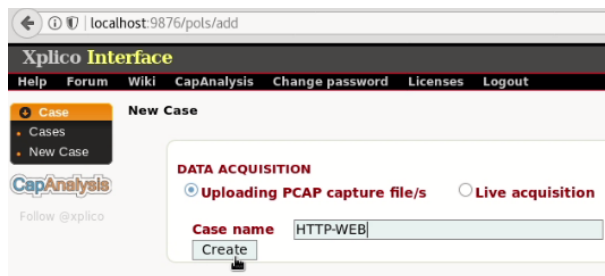 localhost:9876/pols/add
Xplico Interface
Help Forum Wiki CapAnalysis Change password Licenses Logout
Case
Cases
New Case
CapAnalysis
Follow @xplico
New Case
DATA ACQUISITION
Uploading PCAP capture file/s Live acquisition
Case name HTTP-WEB
Create